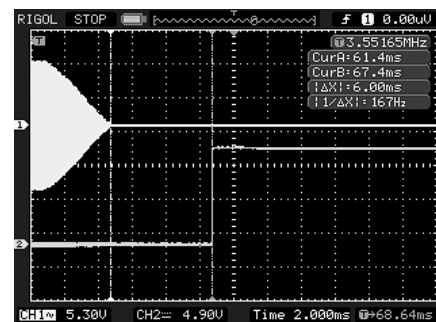 RIGOL STOP f 1 0.00uV
T 3.55165MHz
CurA:61.4ms
CurB:67.4ms
|ΔX|=6.00ms
|1/ΔX|=167Hz
1
2
CH1~ 5.30V CH2= 4.90V Time 2.000ms T→68.64ms